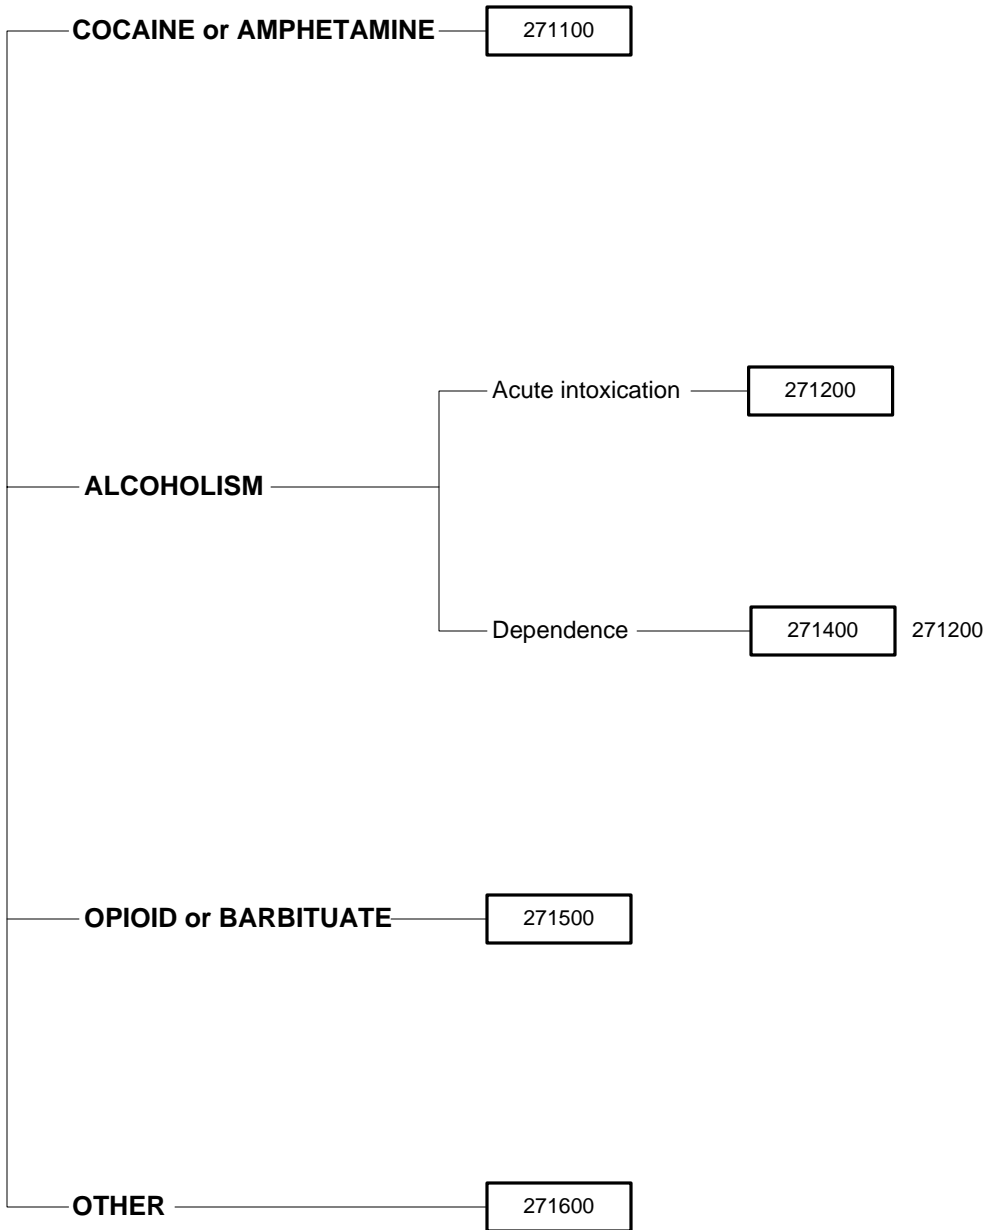 COCAINE or AMPHETAMINE 271100
Acute intoxication 271200
ALCOHOLISM
Dependence 271400 271200
OPIOID or BARBITUATE 271500
OTHER 271600